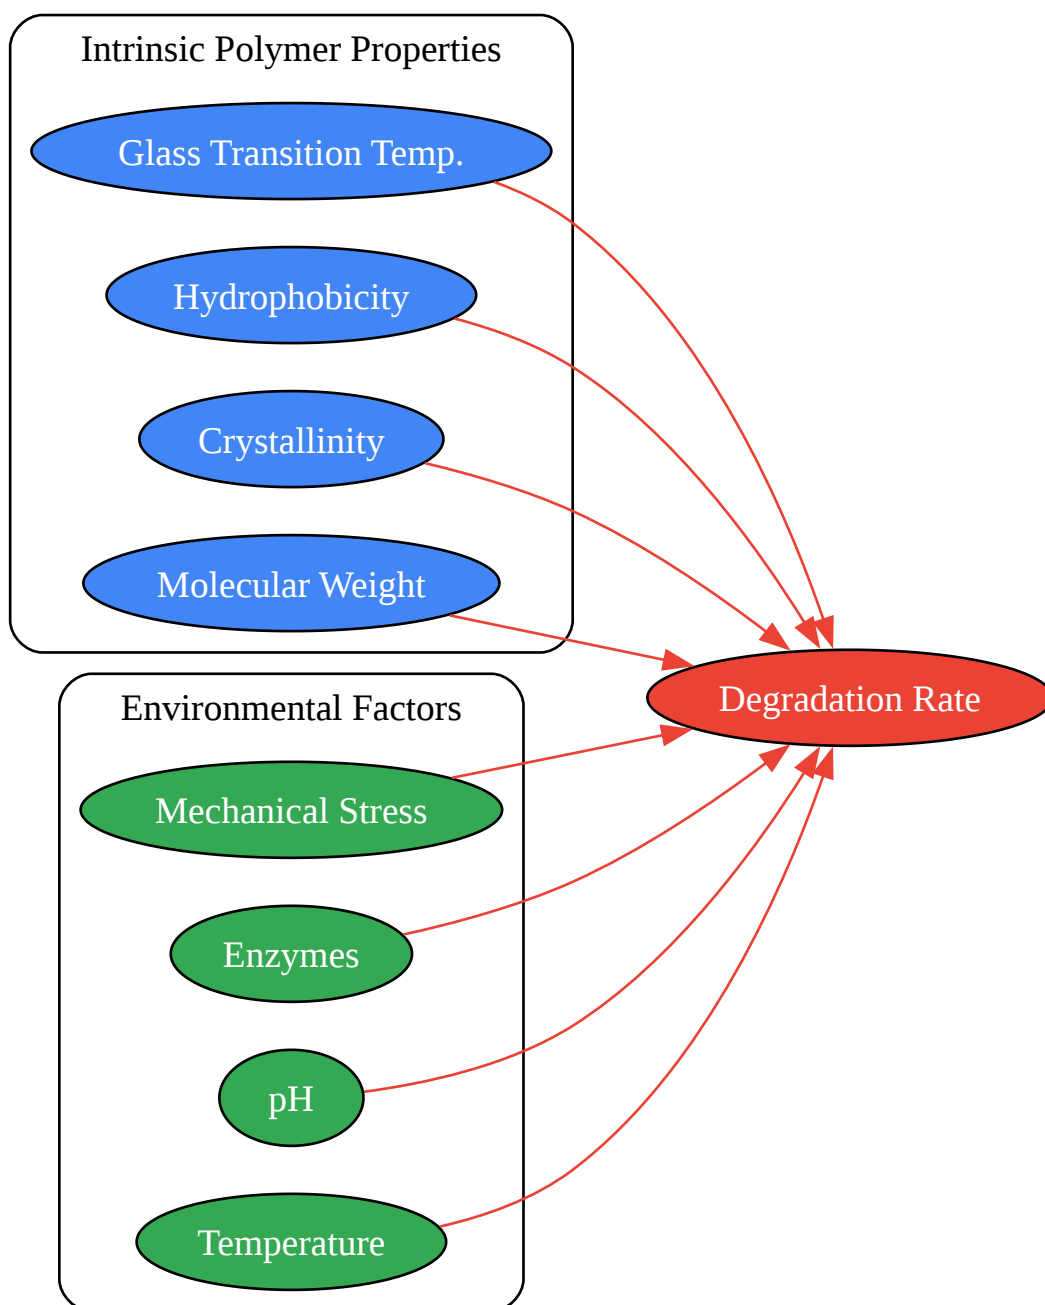 Intrinsic Polymer Properties
Glass Transition Temp.
Hydrophobicity
Crystallinity
Molecular Weight
Degradation Rate
Environmental Factors
Mechanical Stress
Enzymes
pH
Temperature